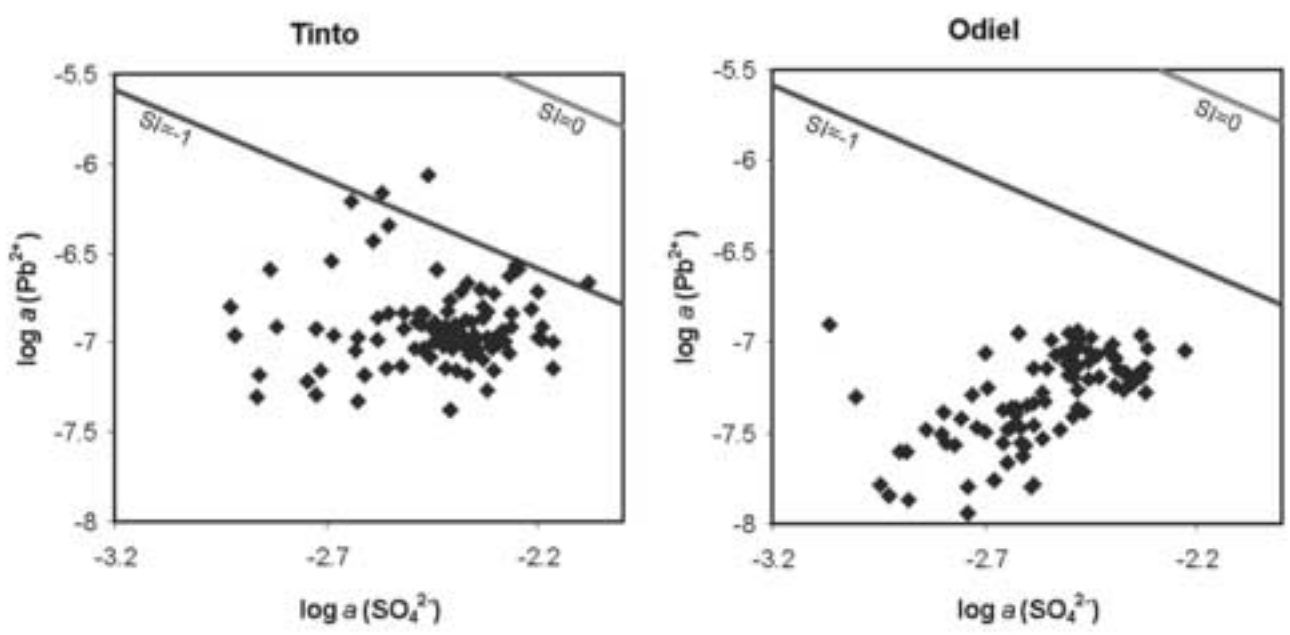 Tinto
-5.5
-6
-6.5
-7
-7.5
-8
-3.2
-2.7
-2.2
SI=-1
SI=0
log a (Pb²⁺)
log a (SO₄²⁻)
Odiel
-5.5
-6
-6.5
-7
-7.5
-8
-3.2
-2.7
-2.2
SI=-1
SI=0
log a (Pb²⁺)
log a (SO₄²⁻)